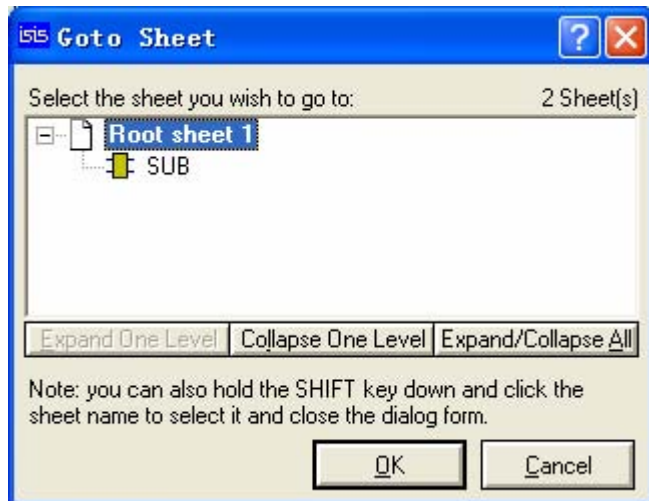 isis Goto Sheet
Select the sheet you wish to go to: 2 Sheet(s)
Root sheet 1
SUB
Expand One Level Collapse One Level Expand/Collapse All
Note: you can also hold the SHIFT key down and click the
sheet name to select it and close the dialog form.
OK Cancel